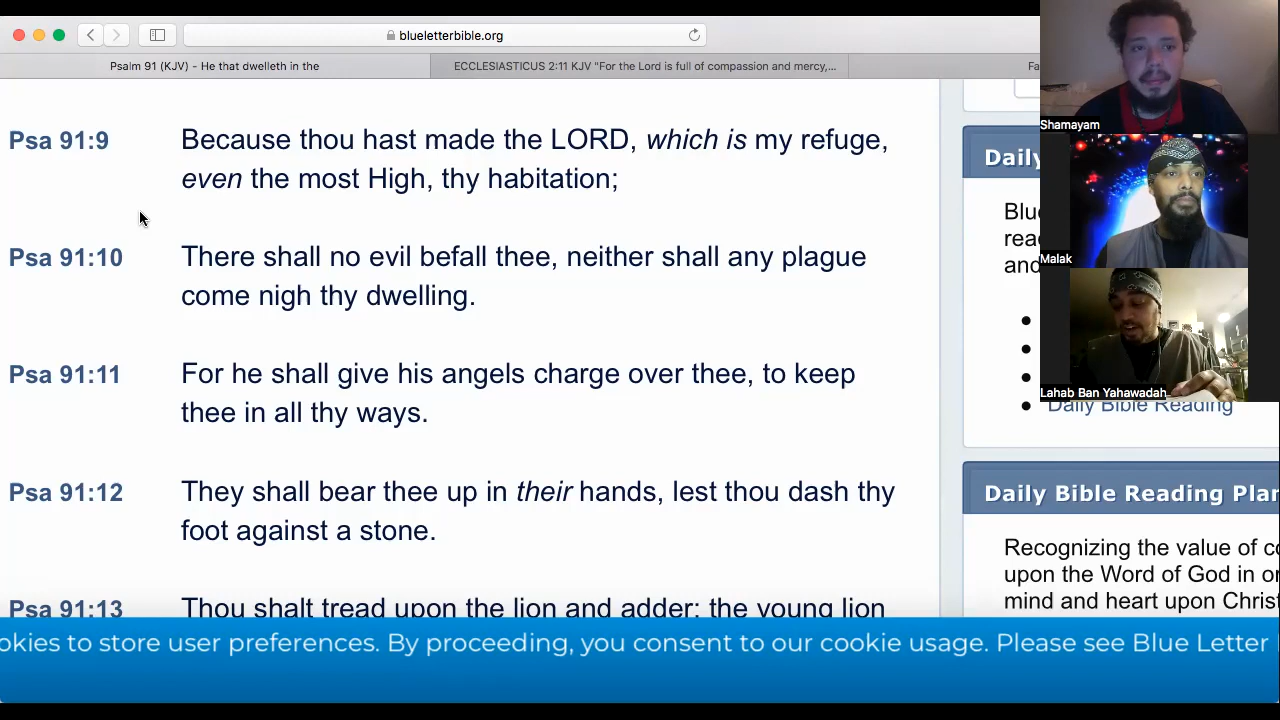 blueletterbible.org
Psalm 91 (KJV) - He that dwelleth in the
ECCLESIASTICUS 2:11 KJV "For the Lord is full of compassion and mercy,...
Fa
Psa 91:9 Because thou hast made the LORD, which is my refuge,
even the most High, thy habitation;
Psa 91:10 There shall no evil befall thee, neither shall any plague
come nigh thy dwelling.
Psa 91:11 For he shall give his angels charge over thee, to keep
thee in all thy ways.
Psa 91:12 They shall bear thee up in their hands, lest thou dash thy
foot against a stone.
Psa 91:13 Thou shalt tread upon the lion and adder: the young lion
Daily
Blue
read
and
Daily Bible Reading
Daily Bible Reading Plan
Recognizing the value of co
upon the Word of God in or
mind and heart upon Christ
Shamayam
Malak
Lahab Ban Yahawadah
okies to store user preferences. By proceeding, you consent to our cookie usage. Please see Blue Letter